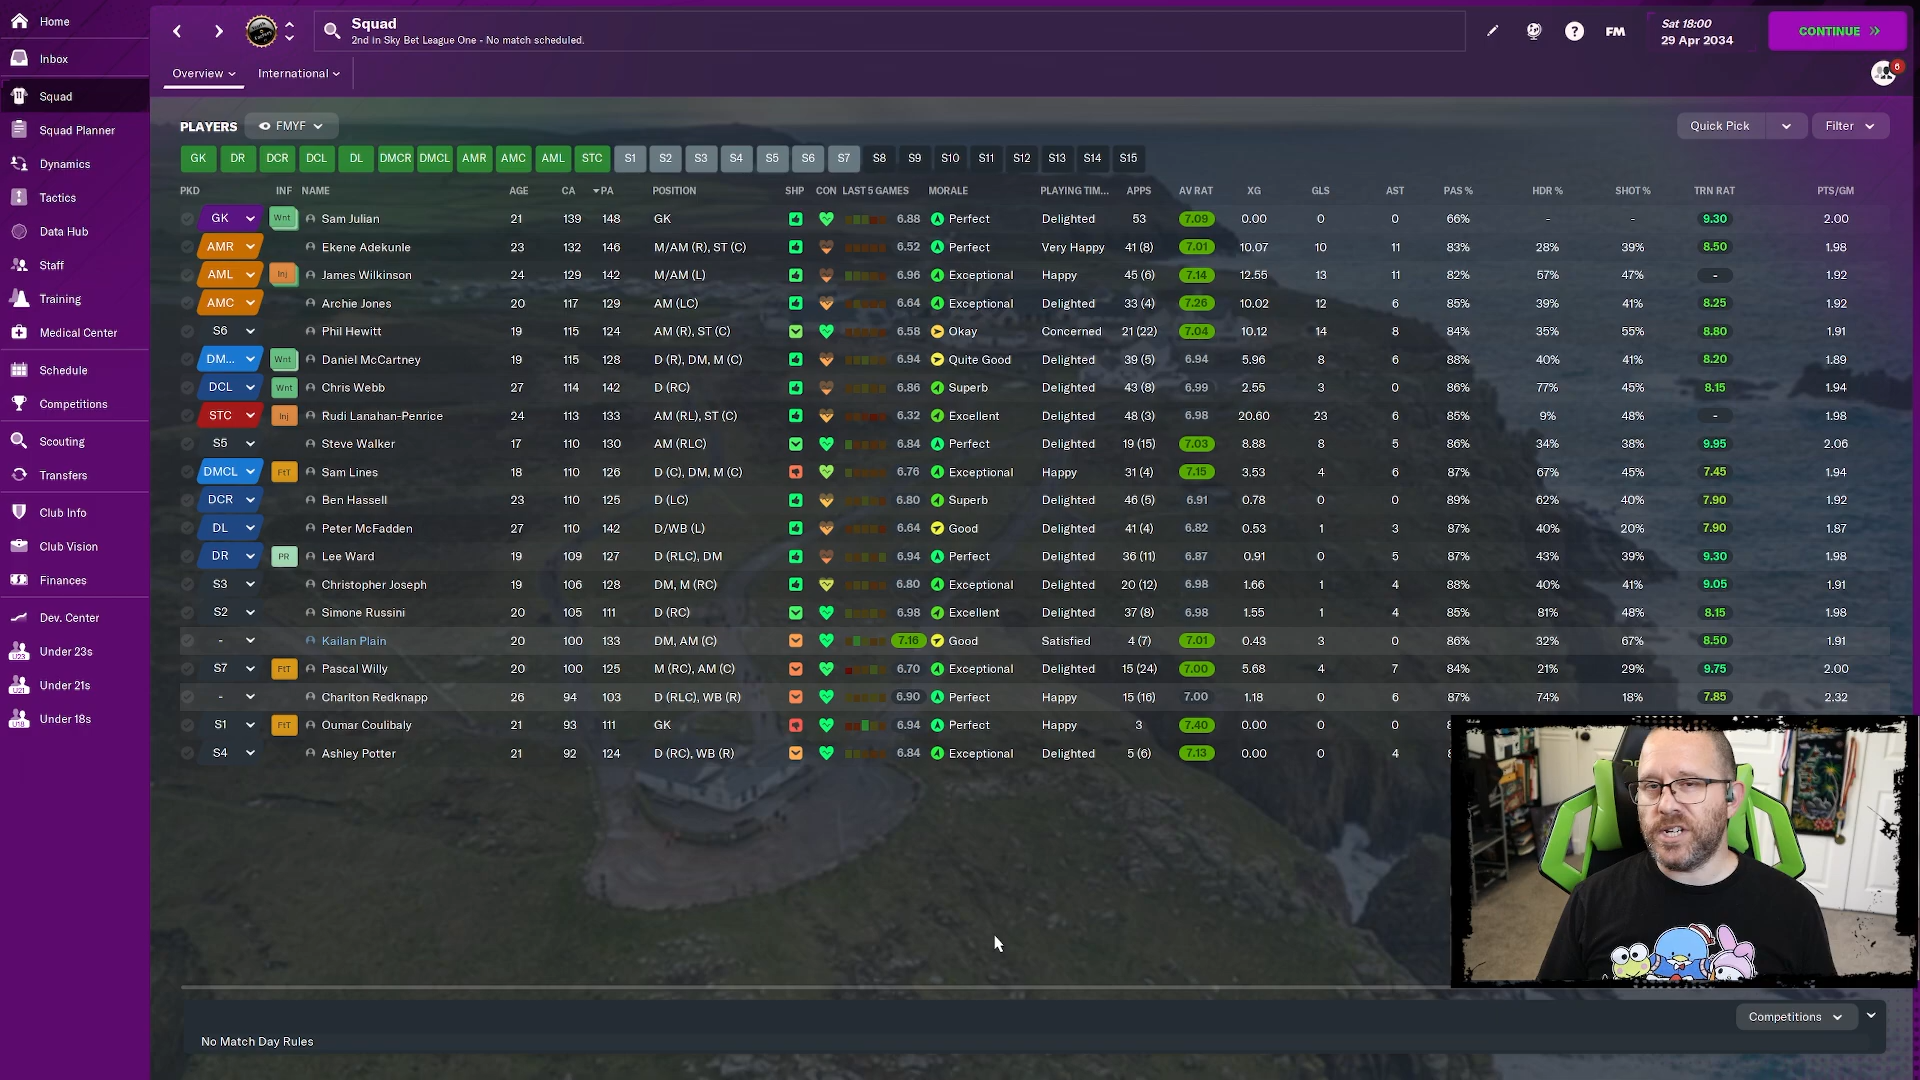 Home
Inbox
Squad
Squad Planner
Dynamics
Tactics
Data Hub
Staff
Training
Medical Center
Schedule
Competitions
Scouting
Transfers
Club Info
Club Vision
Finances
Dev. Center
Under 23s
Under 21s
Under 18s
Squad
2nd in Sky Bet League One - No match scheduled.
FM
Sat 18:00
29 Apr 2034
CONTINUE
6
Overview International
PLAYERS FMYF
Quick Pick Filter
GK DR DCR DCL DL DMCR DMCL AMR AMC AML STC S1 S2 S3 S4 S5 S6 S7 S8 S9 S10 S11 S12 S13 S14 S15
PKD INF NAME AGE CA PA POSITION SHP CON LAST 5 GAMES MORALE PLAYING TIM... APPS AV RAT XG GLS AST PAS % HDR % SHOT % TRN RAT PTS/GM
GK Wnt Sam Julian 21 139 148 GK 6.88 Perfect Delighted 53 7.09 0.00 0 0 66% - - 9.30 2.00
AMR Ekene Adekunle 23 132 146 M/AM (R), ST (C) 6.52 Perfect Very Happy 41 (8) 7.01 10.07 10 11 83% 28% 39% 8.50 1.98
AML Inj James Wilkinson 24 129 142 M/AM (L) 6.96 Exceptional Happy 45 (6) 7.14 12.55 13 11 82% 57% 47% - 1.92
AMC Archie Jones 20 117 129 AM (LC) 6.64 Exceptional Delighted 33 (4) 7.26 10.02 12 6 85% 39% 41% 8.25 1.92
S6 Phil Hewitt 19 115 124 AM (R), ST (C) 6.58 Okay Concerned 21 (22) 7.04 10.12 14 8 84% 35% 55% 8.80 1.91
DM... Wnt Daniel McCartney 19 115 128 D (R), DM, M (C) 6.94 Quite Good Delighted 39 (5) 6.94 5.96 8 6 88% 40% 41% 8.20 1.89
DCL Wnt Chris Webb 27 114 142 D (RC) 6.86 Superb Delighted 43 (8) 6.99 2.55 3 0 86% 77% 45% 8.15 1.94
STC Inj Rudi Lanahan-Penrice 24 113 133 AM (RL), ST (C) 6.32 Excellent Delighted 48 (3) 6.98 20.60 23 6 85% 9% 48% - 1.98
S5 Steve Walker 17 110 130 AM (RLC) 6.84 Perfect Delighted 19 (15) 7.03 8.88 8 5 86% 34% 38% 9.95 2.06
DMCL FtT Sam Lines 18 110 126 D (C), DM, M (C) 6.76 Exceptional Happy 31 (4) 7.15 3.53 4 6 87% 67% 45% 7.45 1.94
DCR Ben Hassell 23 110 125 D (LC) 6.80 Superb Delighted 46 (5) 6.91 0.78 0 0 89% 62% 40% 7.90 1.92
DL Peter McFadden 27 110 142 D/WB (L) 6.64 Good Delighted 41 (4) 6.82 0.53 1 3 87% 40% 20% 7.90 1.87
DR PR Lee Ward 19 109 127 D (RLC), DM 6.94 Perfect Delighted 36 (11) 6.87 0.91 0 5 87% 43% 39% 9.30 1.98
S3 Christopher Joseph 19 106 128 DM, M (RC) 6.80 Exceptional Delighted 20 (12) 6.98 1.66 1 4 88% 40% 41% 9.05 1.91
S2 Simone Russini 20 105 111 D (RC) 6.98 Excellent Delighted 37 (8) 6.98 1.55 1 4 85% 81% 48% 8.15 1.98
- Kailan Plain 20 100 133 DM, AM (C) 7.16 Good Satisfied 4 (7) 7.01 0.43 3 0 86% 32% 67% 8.50 1.91
S7 FtT Pascal Willy 20 100 125 M (RC), AM (C) 6.70 Exceptional Delighted 15 (24) 7.00 5.68 4 7 84% 21% 29% 9.75 2.00
- Charlton Redknapp 26 94 103 D (RLC), WB (R) 6.90 Perfect Happy 15 (16) 7.00 1.18 0 6 87% 74% 18% 7.85 2.32
S1 FtT Oumar Coulibaly 21 93 111 GK 6.94 Perfect Happy 3 7.40 0.00 0 0
S4 Ashley Potter 21 92 124 D (RC), WB (R) 6.84 Exceptional Delighted 5 (6) 7.13 0.00 0 4
Competitions
No Match Day Rules